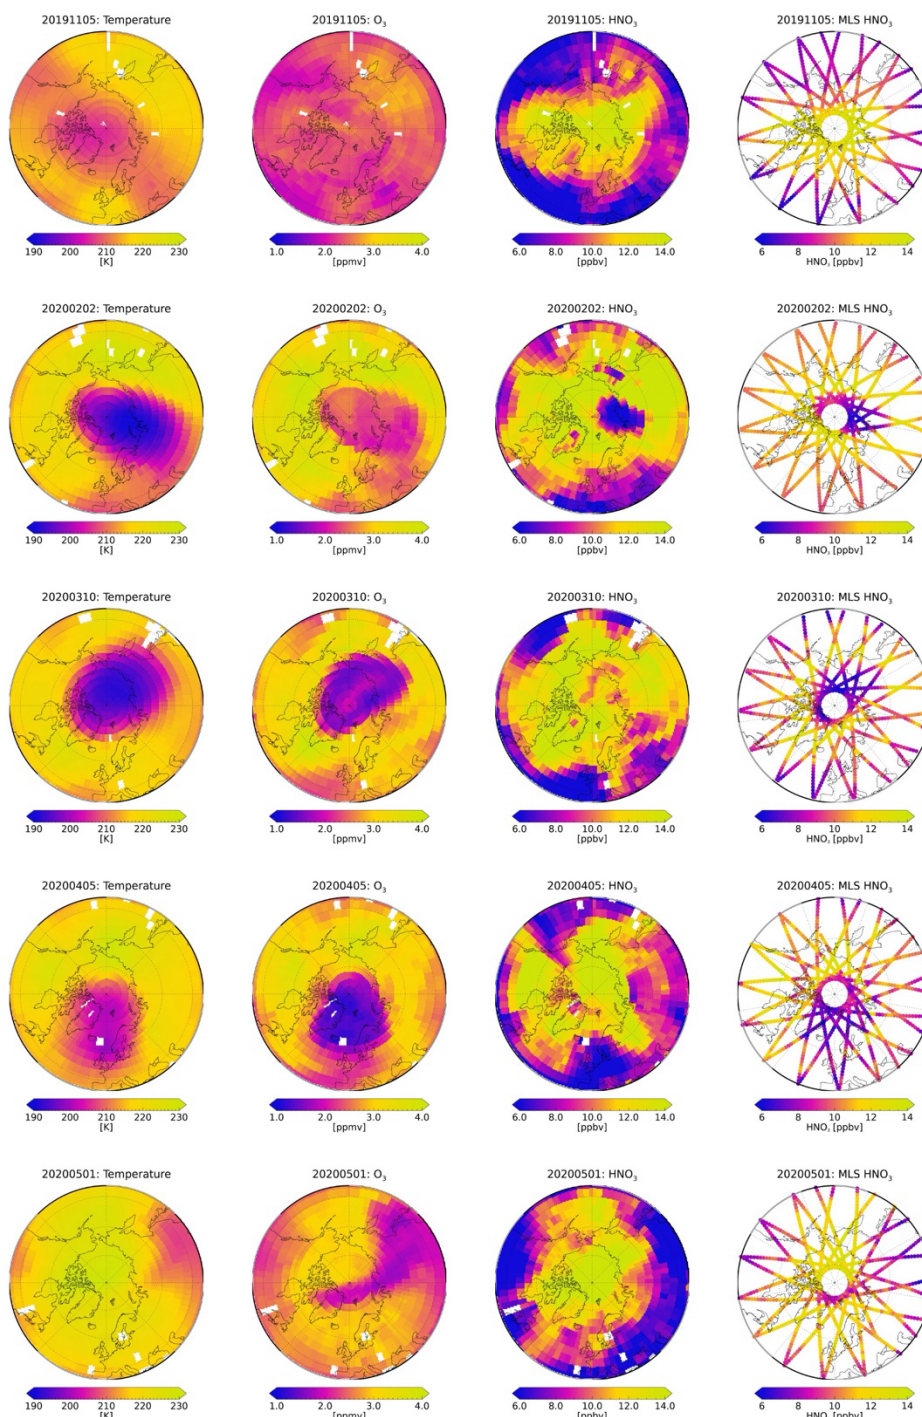 20191105: Temperature 20191105: O₃ 20191105: HNO₃ 20191105: MLS HNO₃
190 200 210 220 230 1.0 2.0 3.0 4.0 6.0 8.0 10.0 12.0 14.0 6 8 10 12 14
[K] [ppmv] [ppbv] HNO₃ [ppbv]
20200202: Temperature 20200202: O₃ 20200202: HNO₃ 20200202: MLS HNO₃
190 200 210 220 230 1.0 2.0 3.0 4.0 6.0 8.0 10.0 12.0 14.0 6 8 10 12 14
[K] [ppmv] [ppbv] HNO₃ [ppbv]
20200310: Temperature 20200310: O₃ 20200310: HNO₃ 20200310: MLS HNO₃
190 200 210 220 230 1.0 2.0 3.0 4.0 6.0 8.0 10.0 12.0 14.0 6 8 10 12 14
[K] [ppmv] [ppbv] HNO₃ [ppbv]
20200405: Temperature 20200405: O₃ 20200405: HNO₃ 20200405: MLS HNO₃
190 200 210 220 230 1.0 2.0 3.0 4.0 6.0 8.0 10.0 12.0 14.0 6 8 10 12 14
[K] [ppmv] [ppbv] HNO₃ [ppbv]
20200501: Temperature 20200501: O₃ 20200501: HNO₃ 20200501: MLS HNO₃
190 200 210 220 230 1.0 2.0 3.0 4.0 6.0 8.0 10.0 12.0 14.0 6 8 10 12 14
[K] [ppmv] [ppbv] HNO₃ [ppbv]